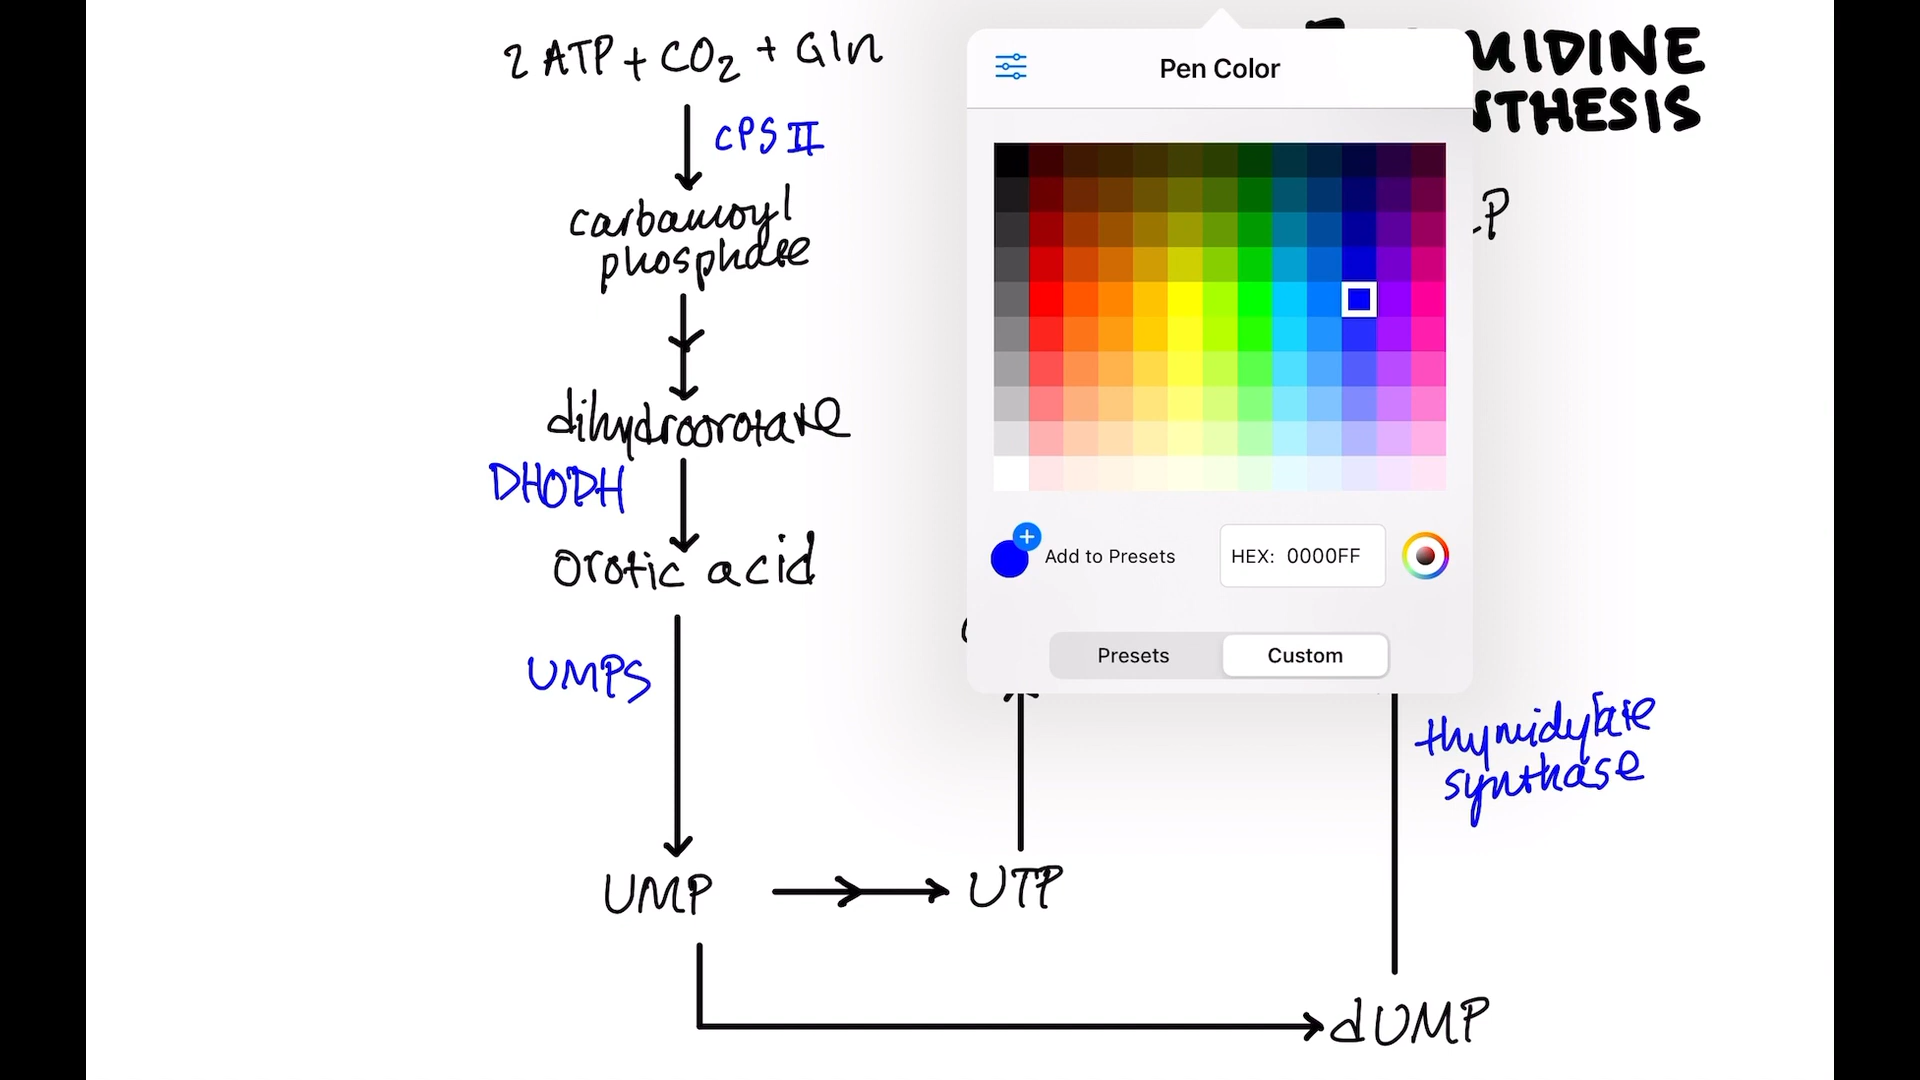 2 ATP + CO2 + Gln
UIDINE
THESIS
Pen Color
CPS II
carbamoyl
phosphate
P
dihydroorotate
DHODH
Orotic acid
Add to Presets
HEX: 0000FF
UMPS
Presets
Custom
thymidylate
synthase
UMP
UTP
dUMP